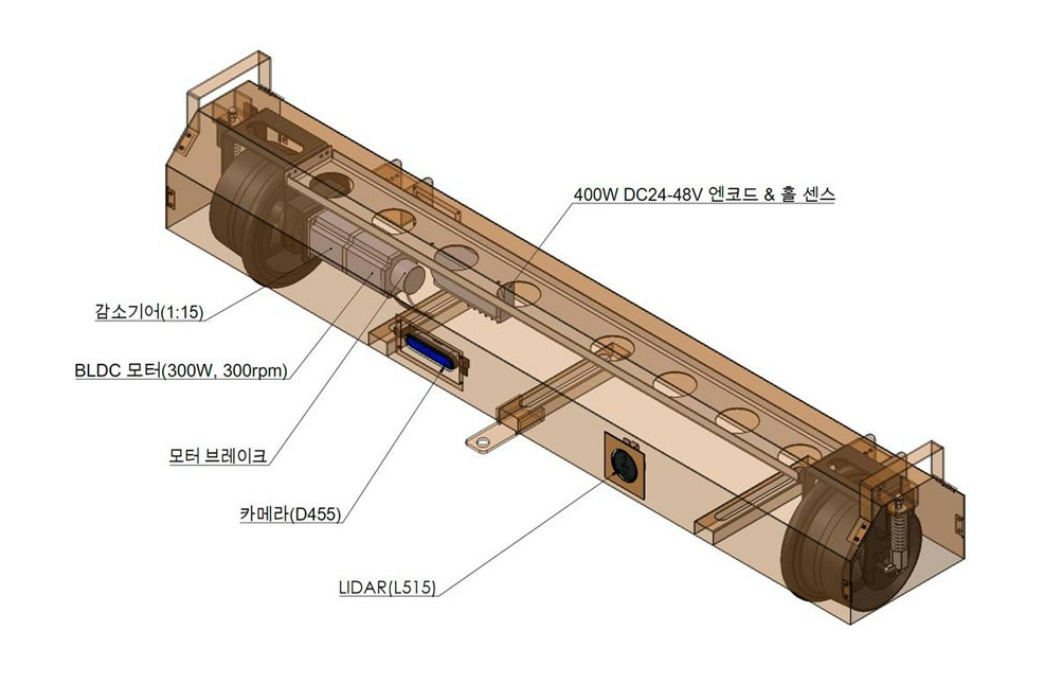 400W DC24-48V 엔코드 & 홀 센스
감소기어(1:15)
BLDC 모터(300W, 300rpm)
모터 브레이크
카메라(D455)
LIDAR(L515)